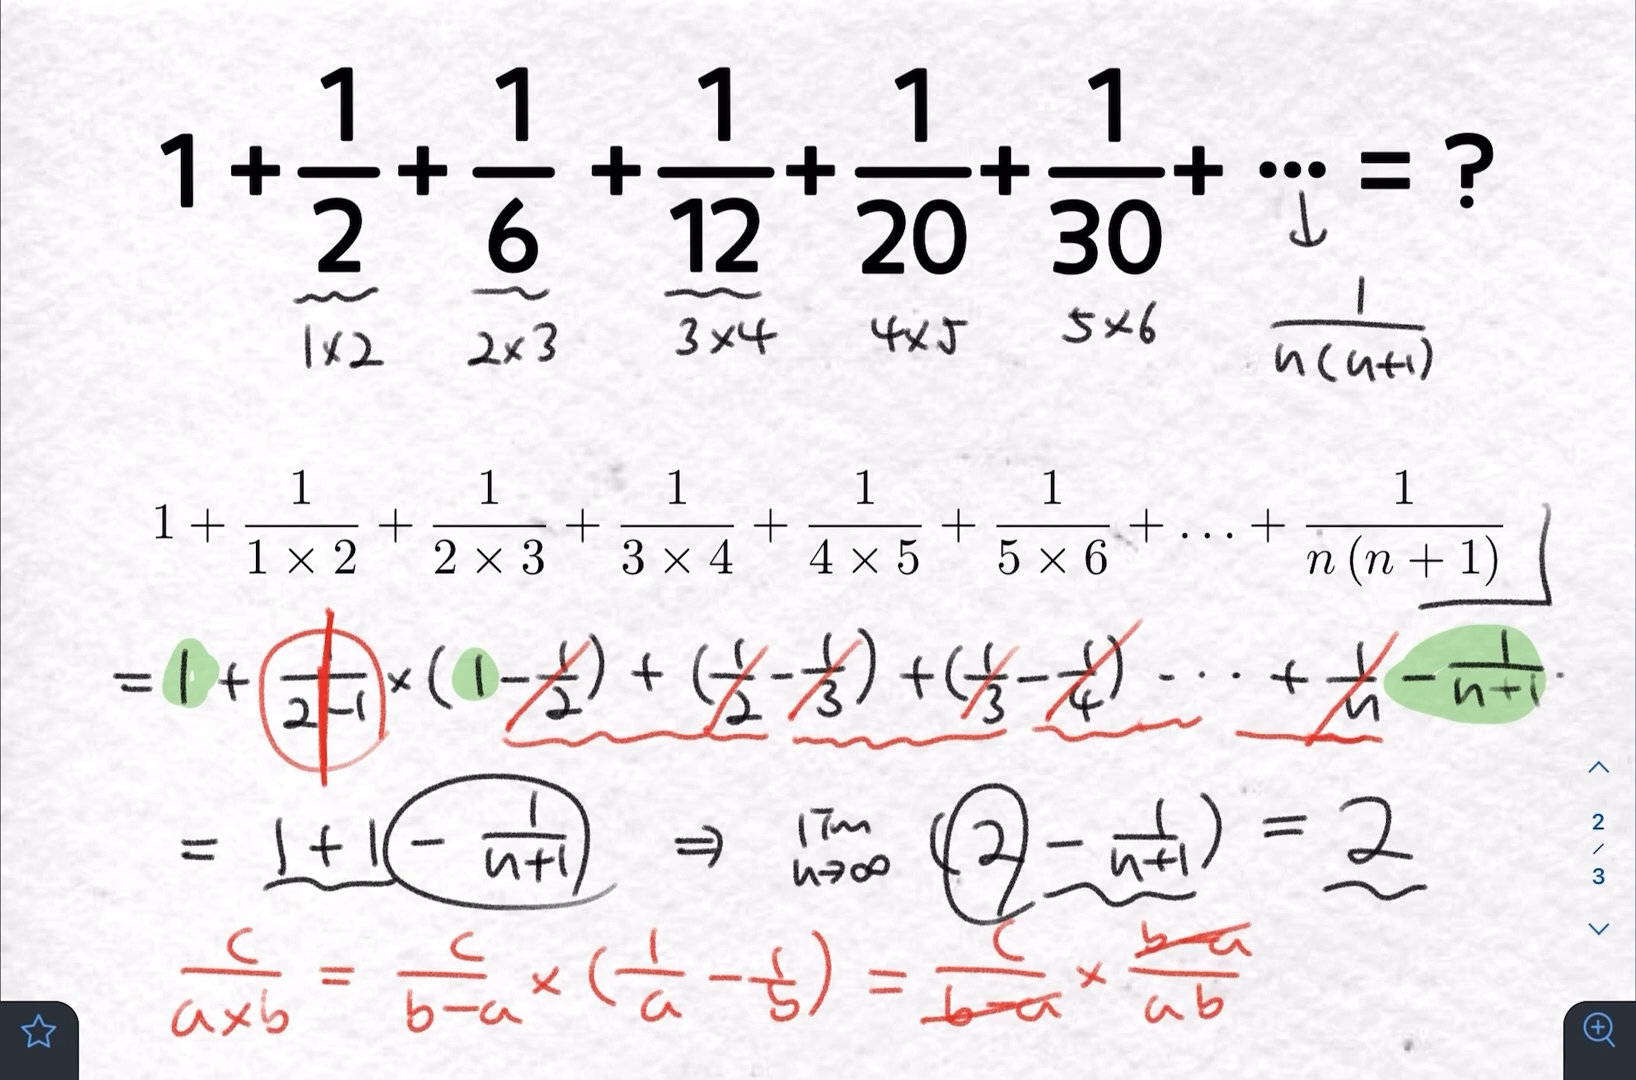 1 + 1/2 + 1/6 + 1/12 + 1/20 + 1/30 + ... = ?
1×2 2×3 3×4 4×5 5×6 ↓ 1/n(n+1)
1 + 1/(1 × 2) + 1/(2 × 3) + 1/(3 × 4) + 1/(4 × 5) + 1/(5 × 6) + ... + 1/(n (n + 1))
= 1 + 1/(2-1) × (1 - 1/2) + (1/2 - 1/3) + (1/3 - 1/4) ... + 1/n - 1/(n+1)
= 1+1 - 1/(n+1) ⇒ lim n→∞ (2 - 1/(n+1)) = 2
c/(a×b) = c/(b-a) × (1/a - 1/b) = c/(b-a) × (b-a)/ab
2 / 3